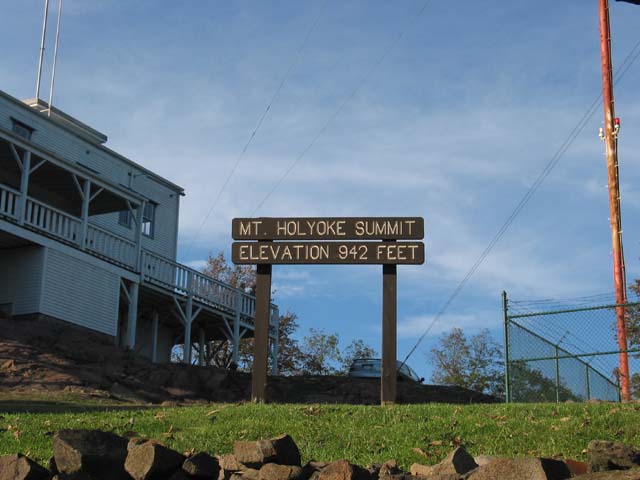 MT. HOLYOKE SUMMIT
ELEVATION 942 FEET